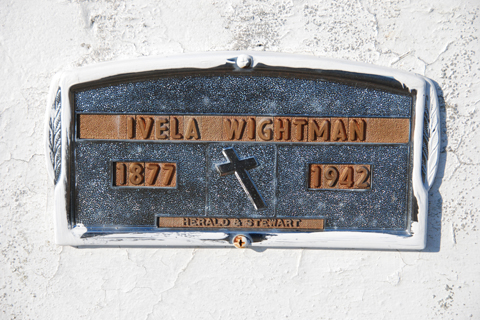 IVELA WIGHTMAN
1877 1942
HERALD & STEWART